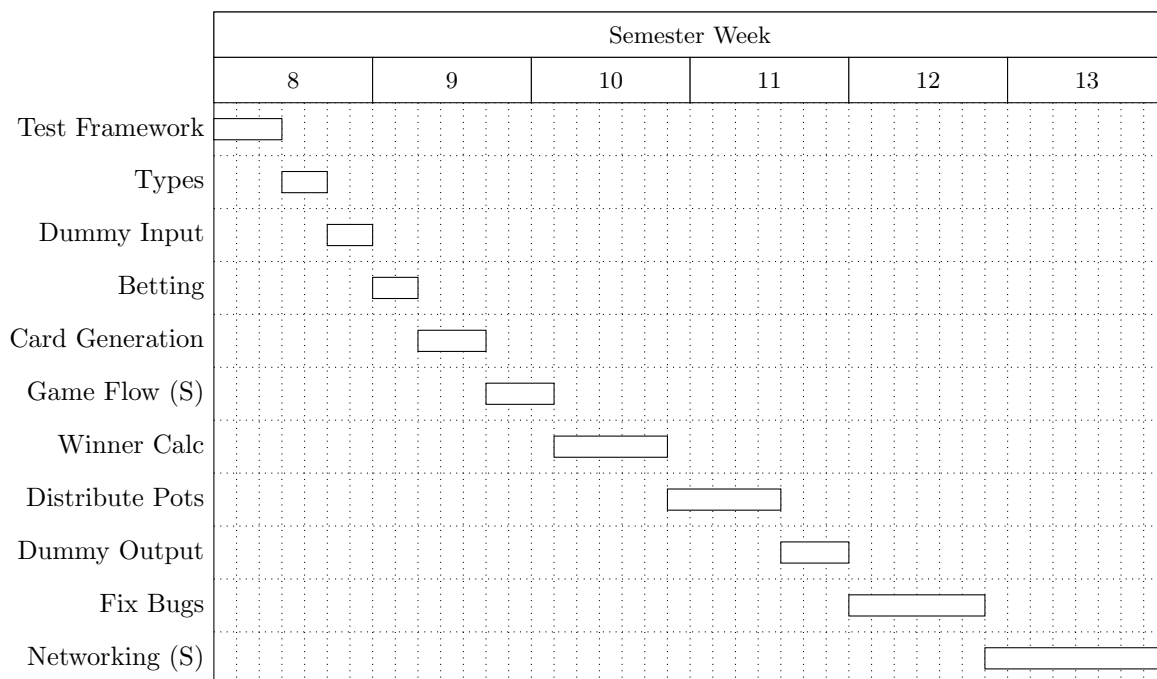 Semester Week
8 9 10 11 12 13
Test Framework
Types
Dummy Input
Betting
Card Generation
Game Flow (S)
Winner Calc
Distribute Pots
Dummy Output
Fix Bugs
Networking (S)